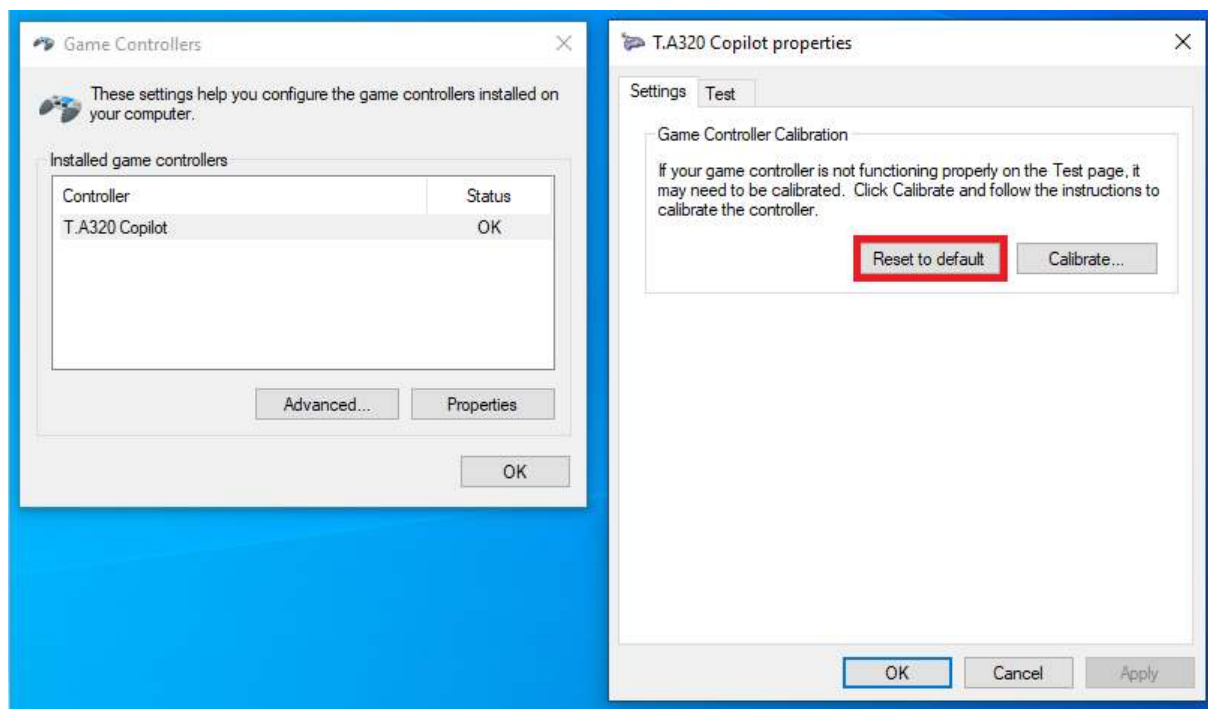 Game Controllers
These settings help you configure the game controllers installed on
your computer.
Installed game controllers
Controller Status
T.A320 Copilot OK
Advanced... Properties
OK
T.A320 Copilot properties
Settings Test
Game Controller Calibration
If your game controller is not functioning properly on the Test page, it
may need to be calibrated. Click Calibrate and follow the instructions to
calibrate the controller.
Reset to default Calibrate...
OK Cancel Apply